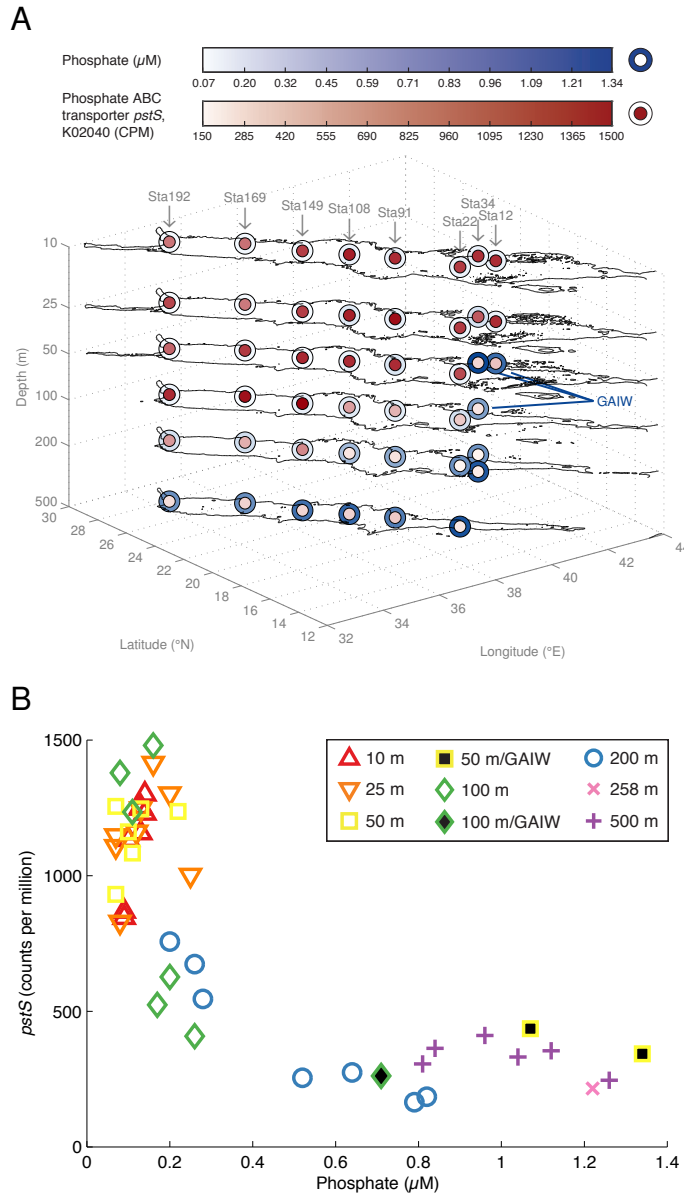 A
Phosphate (µM)
0.07 0.20 0.32 0.45 0.59 0.71 0.83 0.96 1.09 1.21 1.34
Phosphate ABC
transporter pstS,
K02040 (CPM)
150 285 420 555 690 825 960 1095 1230 1365 1500
Sta192 Sta169 Sta149 Sta108 Sta91 Sta22 Sta34 Sta12
10
25
50
100
200
500
Depth (m)
GAIW
30 28 26 24 22 20 18 16 14 12
Latitude (°N)
32 34 36 38 40 42 44
Longitude (°E)
B
1500
1000
500
0
pstS (counts per million)
10 m 50 m/GAIW 200 m
25 m 100 m 258 m
50 m 100 m/GAIW 500 m
0 0.2 0.4 0.6 0.8 1 1.2 1.4
Phosphate (µM)